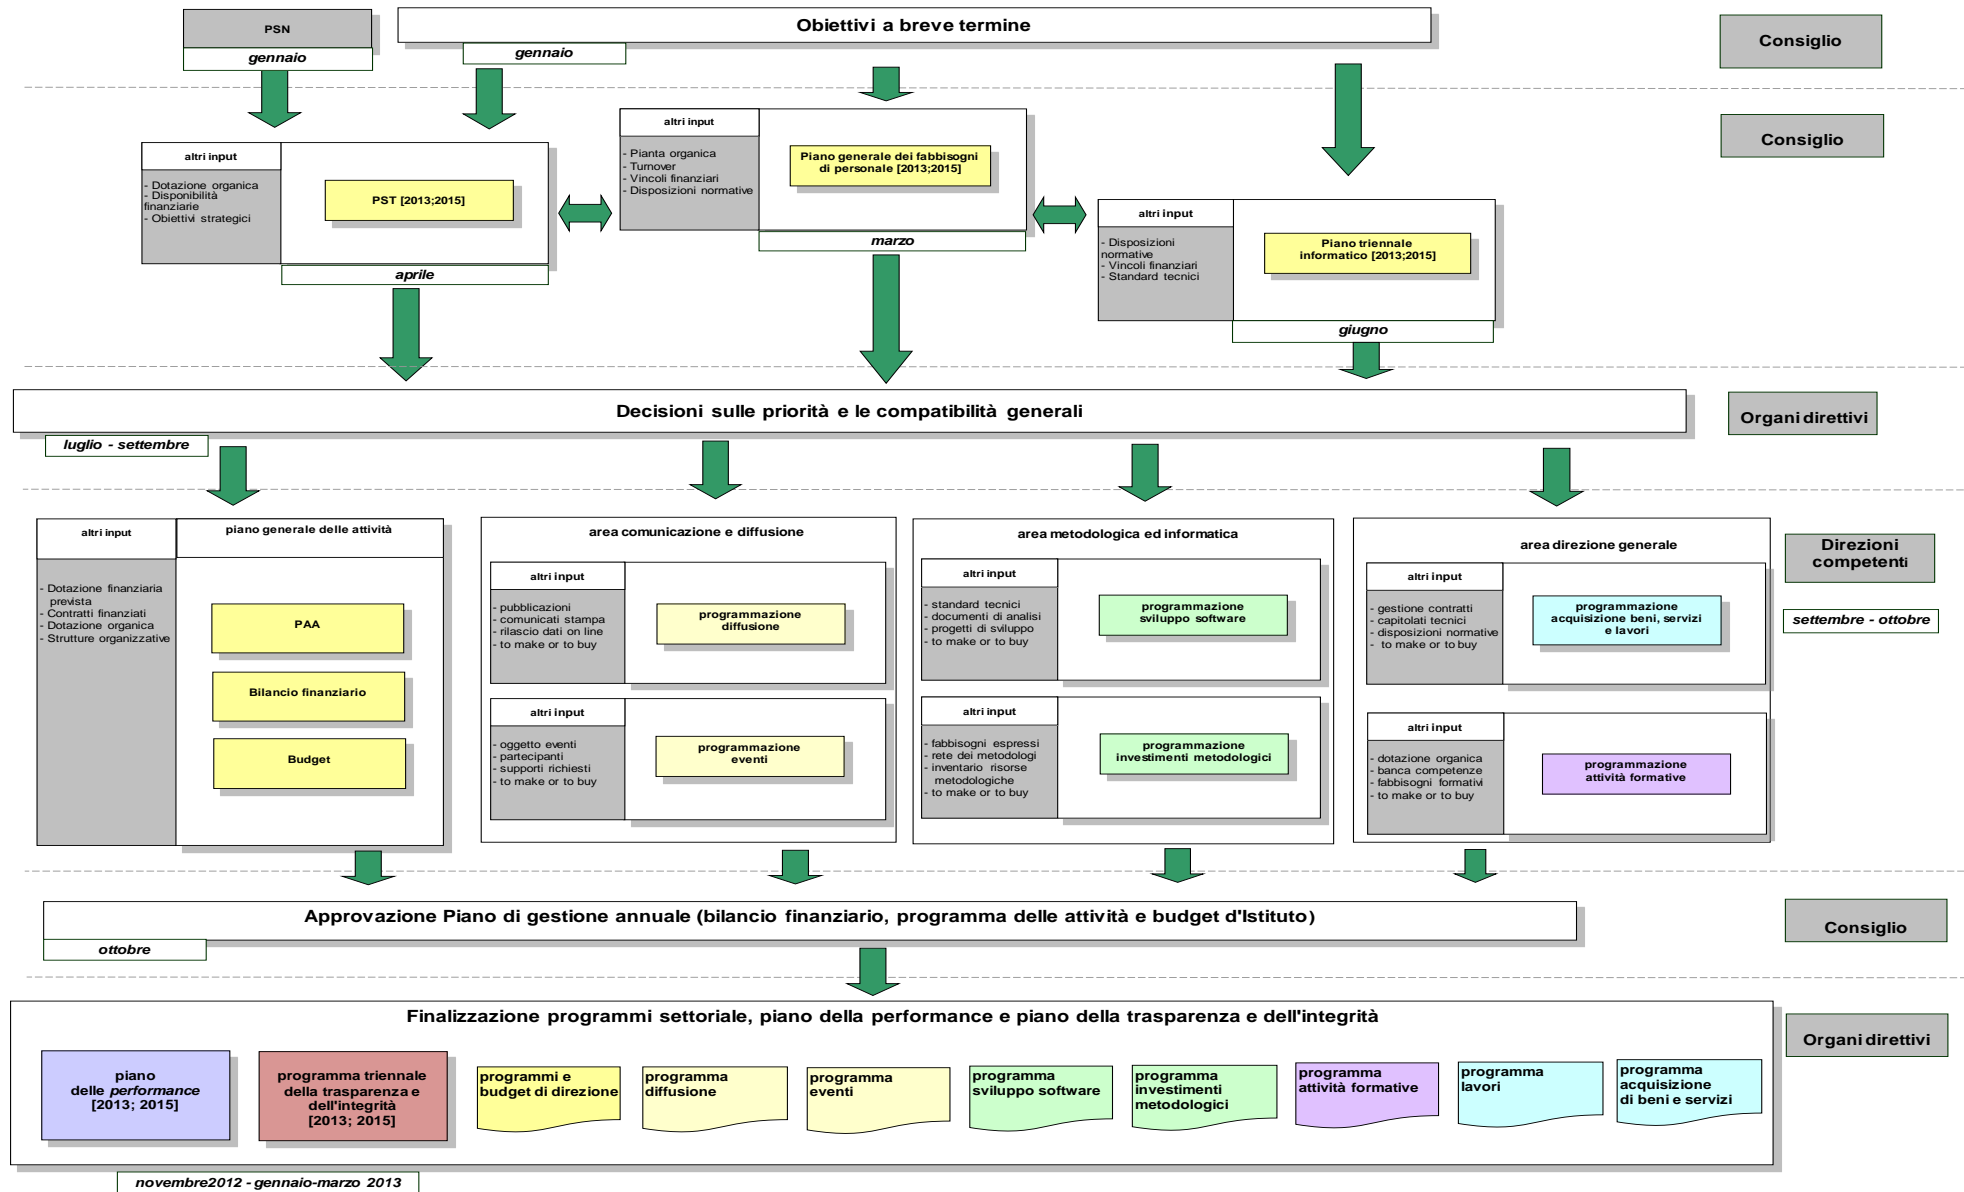 PSN
gennaio
Obiettivi a breve termine
gennaio
Consiglio
Consiglio
altri input
- Dotazione organica
- Disponibilità
finanziarie
- Obiettivi strategici
PST [2013;2015]
aprile
altri input
- Pianta organica
- Turnover
- Vincoli finanziari
- Disposizioni normative
Piano generale dei fabbisogni
di personale [2013;2015]
marzo
altri input
- Disposizioni
normative
- Vincoli finanziari
- Standard tecnici
Piano triennale
informatico [2013;2015]
giugno
Decisioni sulle priorità e le compatibilità generali
luglio - settembre
Organi direttivi
altri input
- Dotazione finanziaria
prevista
- Contratti finanziati
- Dotazione organica
- Strutture organizzative
piano generale delle attività
PAA
Bilancio finanziario
Budget
area comunicazione e diffusione
altri input
- pubblicazioni
- comunicati stampa
- rilascio dati on line
- to make or to buy
programmazione
diffusione
altri input
- oggetto eventi
- partecipanti
- supporti richiesti
- to make or to buy
programmazione
eventi
area metodologica ed informatica
altri input
- standard tecnici
- documenti di analisi
- progetti di sviluppo
- to make or to buy
programmazione
sviluppo software
altri input
- fabbisogni espressi
- rete dei metodologi
- inventario risorse
metodologiche
- to make or to buy
programmazione
investimenti metodologici
area direzione generale
altri input
- gestione contratti
- capitolati tecnici
- disposizioni normative
- to make or to buy
programmazione
acquisizione beni, servizi
e lavori
altri input
- dotazione organica
- banca competenze
- fabbisogni formativi
- to make or to buy
programmazione
attività formative
Direzioni
competenti
settembre - ottobre
Approvazione Piano di gestione annuale (bilancio finanziario, programma delle attività e budget d'Istituto)
ottobre
Consiglio
Finalizzazione programmi settoriale, piano della performance e piano della trasparenza e dell'integrità
Organi direttivi
piano
delle performance
[2013; 2015]
programma triennale
della trasparenza e
dell'integrità
[2013; 2015]
programmi e
budget di direzione
programma
diffusione
programma
eventi
programma
sviluppo software
programma
investimenti
metodologici
programma
attività formative
programma
lavori
programma
acquisizione
di beni e servizi
novembre2012 - gennaio-marzo 2013